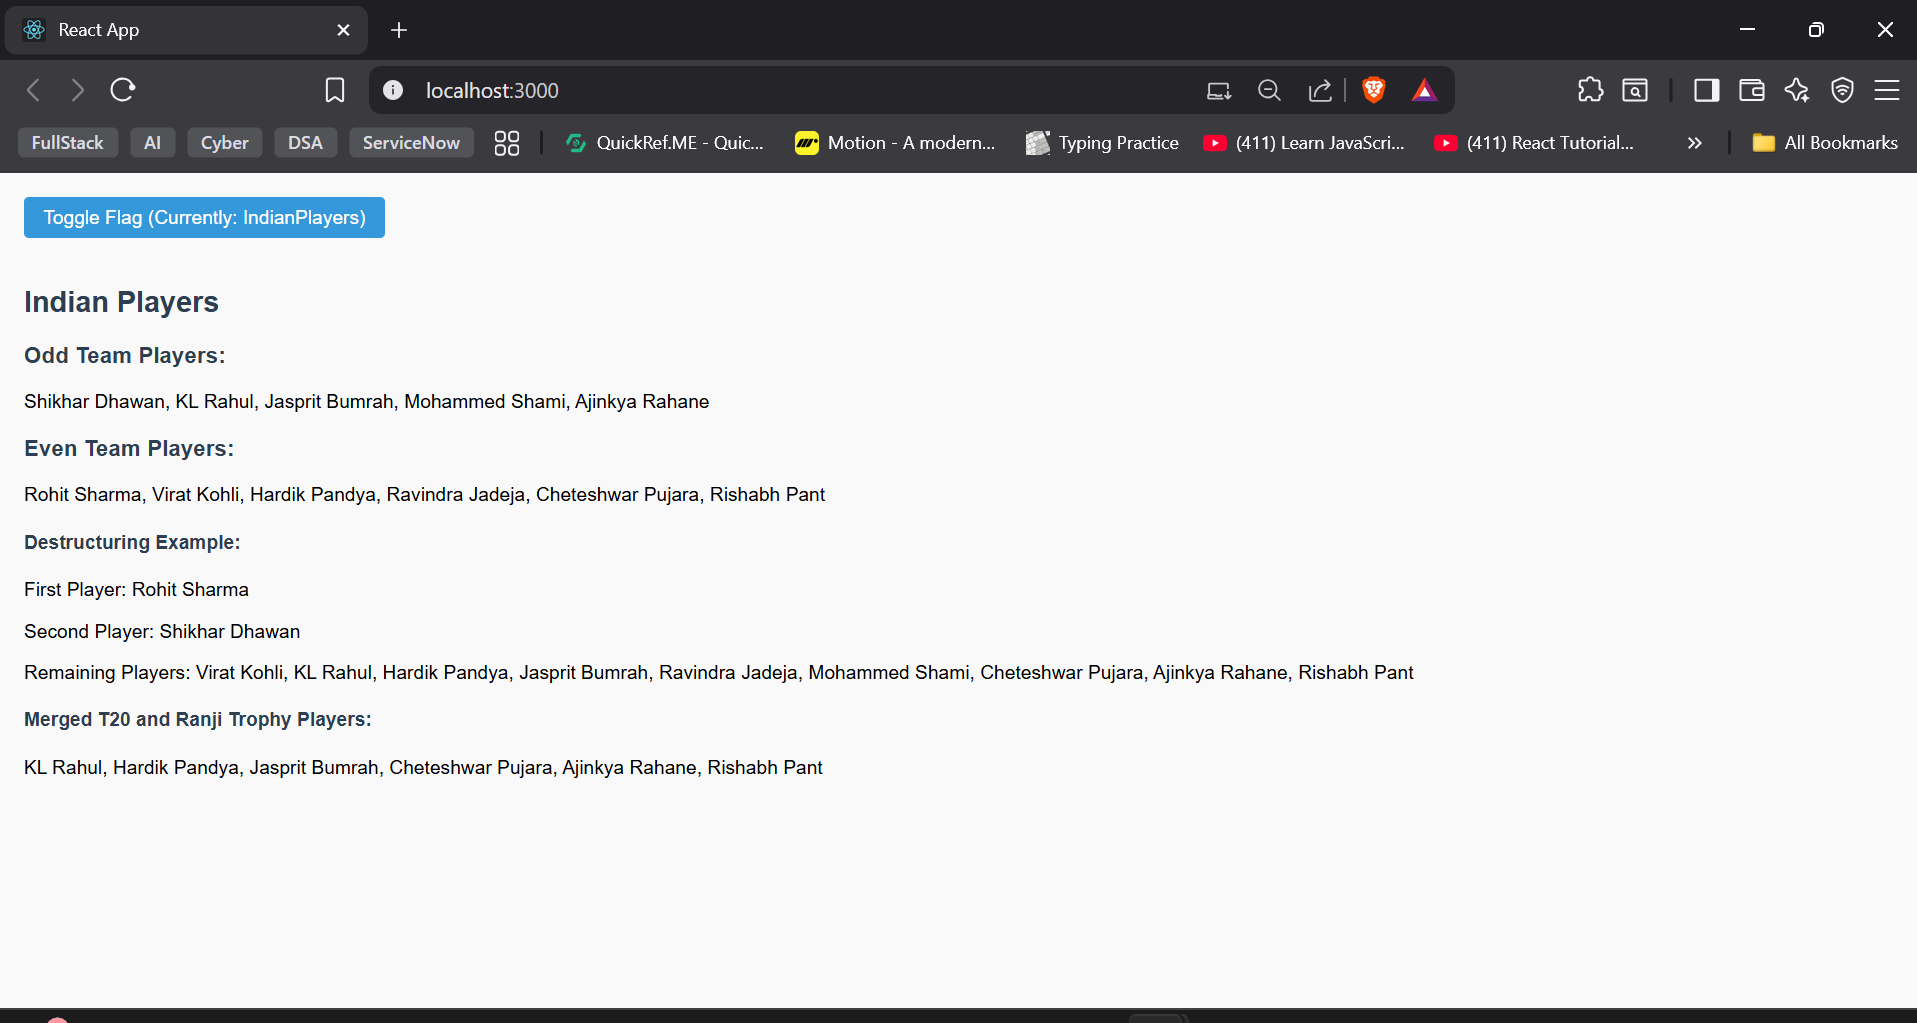 React App
localhost:3000
FullStack AI Cyber DSA ServiceNow QuickRef.ME - Quic... Motion - A modern... Typing Practice (411) Learn JavaScri... (411) React Tutorial... » All Bookmarks
Toggle Flag (Currently: IndianPlayers)
Indian Players
Odd Team Players:
Shikhar Dhawan, KL Rahul, Jasprit Bumrah, Mohammed Shami, Ajinkya Rahane
Even Team Players:
Rohit Sharma, Virat Kohli, Hardik Pandya, Ravindra Jadeja, Cheteshwar Pujara, Rishabh Pant
Destructuring Example:
First Player: Rohit Sharma
Second Player: Shikhar Dhawan
Remaining Players: Virat Kohli, KL Rahul, Hardik Pandya, Jasprit Bumrah, Ravindra Jadeja, Mohammed Shami, Cheteshwar Pujara, Ajinkya Rahane, Rishabh Pant
Merged T20 and Ranji Trophy Players:
KL Rahul, Hardik Pandya, Jasprit Bumrah, Cheteshwar Pujara, Ajinkya Rahane, Rishabh Pant